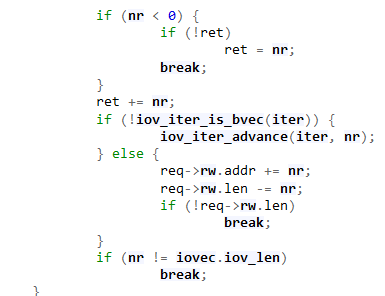 if (nr < 0) {
if (!ret)
ret = nr;
break;
}
ret += nr;
if (!iov_iter_is_bvec(iter)) {
iov_iter_advance(iter, nr);
} else {
req->rw.addr += nr;
req->rw.len -= nr;
if (!req->rw.len)
break;
}
if (nr != iovec.iov_len)
break;
}